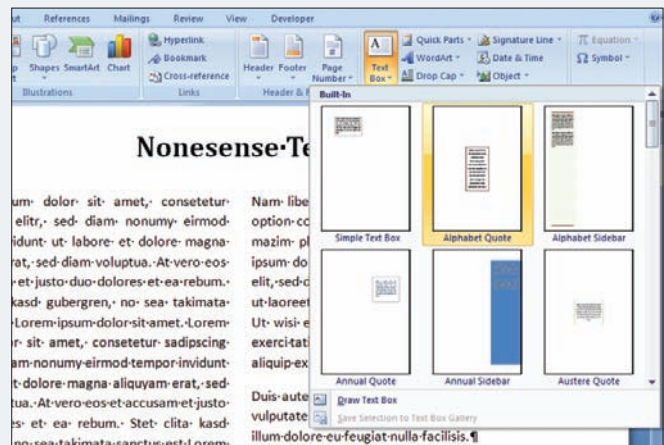 References Mailings Review View Developer
Shapes SmartArt Chart
Illustrations
Hyperlink
Bookmark
Cross-reference
Links
Header Footer Page Number
Header &
Text Box
Quick Parts
WordArt
Drop Cap
Signature Line
Date & Time
Object
Equation
Symbol
Built-In
Simple Text Box Alphabet Quote Alphabet Sidebar
Annual Quote Annual Sidebar Austere Quote
Draw Text Box
Save Selection to Text Box Gallery
Nonesense·Te
um· dolor· sit· amet,· consetetur·
elitr,· sed· diam· nonumy· eirmod·
idunt· ut· labore· et· dolore· magna·
rat,·sed·diam·voluptua.·At·vero·eos·
·et·justo·duo·dolores·et·ea·rebum.·
kasd· gubergren,· no· sea· takimata·
·Lorem·ipsum·dolor·sit·amet.·Lorem·
r· sit· amet,· consetetur· sadipscing·
am·nonumy·eirmod·tempor·invidunt·
t·dolore·magna·aliquyam·erat,·sed·
tua.·At·vero·eos·et·accusam·et·justo·
es· et· ea· rebum.· Stet· clita· kasd·
no·sea·takimata·sanctus·est·Lorem·
Nam·libe
option·co
mazim·pl
ipsum·do
elit,·sed·c
ut·laoreet
Ut· wisi· e
exerci·tati
aliquip·ex
Duis·aute
vulputate
illum·dolore·eu·feugiat·nulla·facilisis.¶